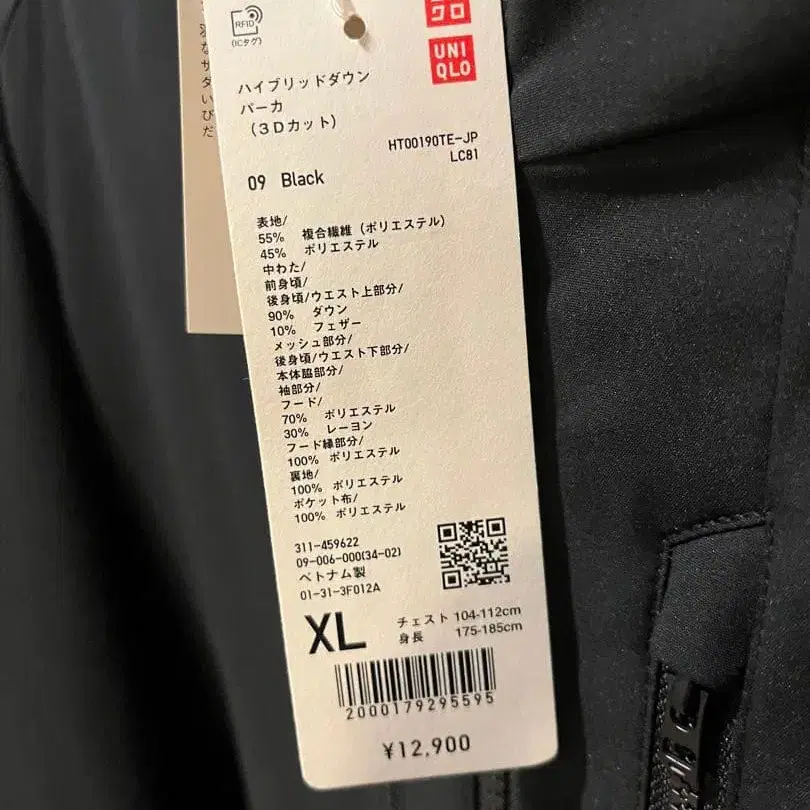 RFID
(ICタグ)
UNI
QLO
ハイブリッドダウン
パーカ
(3Dカット)
HT00190TE-JP
LC81
09 Black
表地/
55% 複合繊維(ポリエステル)
45% ポリエステル
中わた/
前身頃/
後身頃/ウエスト上部分/
90% ダウン
10% フェザー
メッシュ部分/
後身頃/ウエスト下部分/
本体脇部分/
袖部分/
フード/
70% ポリエステル
30% レーヨン
フード縁部分/
100% ポリエステル
裏地/
100% ポリエステル
ポケット布/
100% ポリエステル
311-459622
09-006-000(34-02)
ベトナム製
01-31-3F012A
XL
チェスト 104-112cm
身長 175-185cm
2000179295595
¥12,900